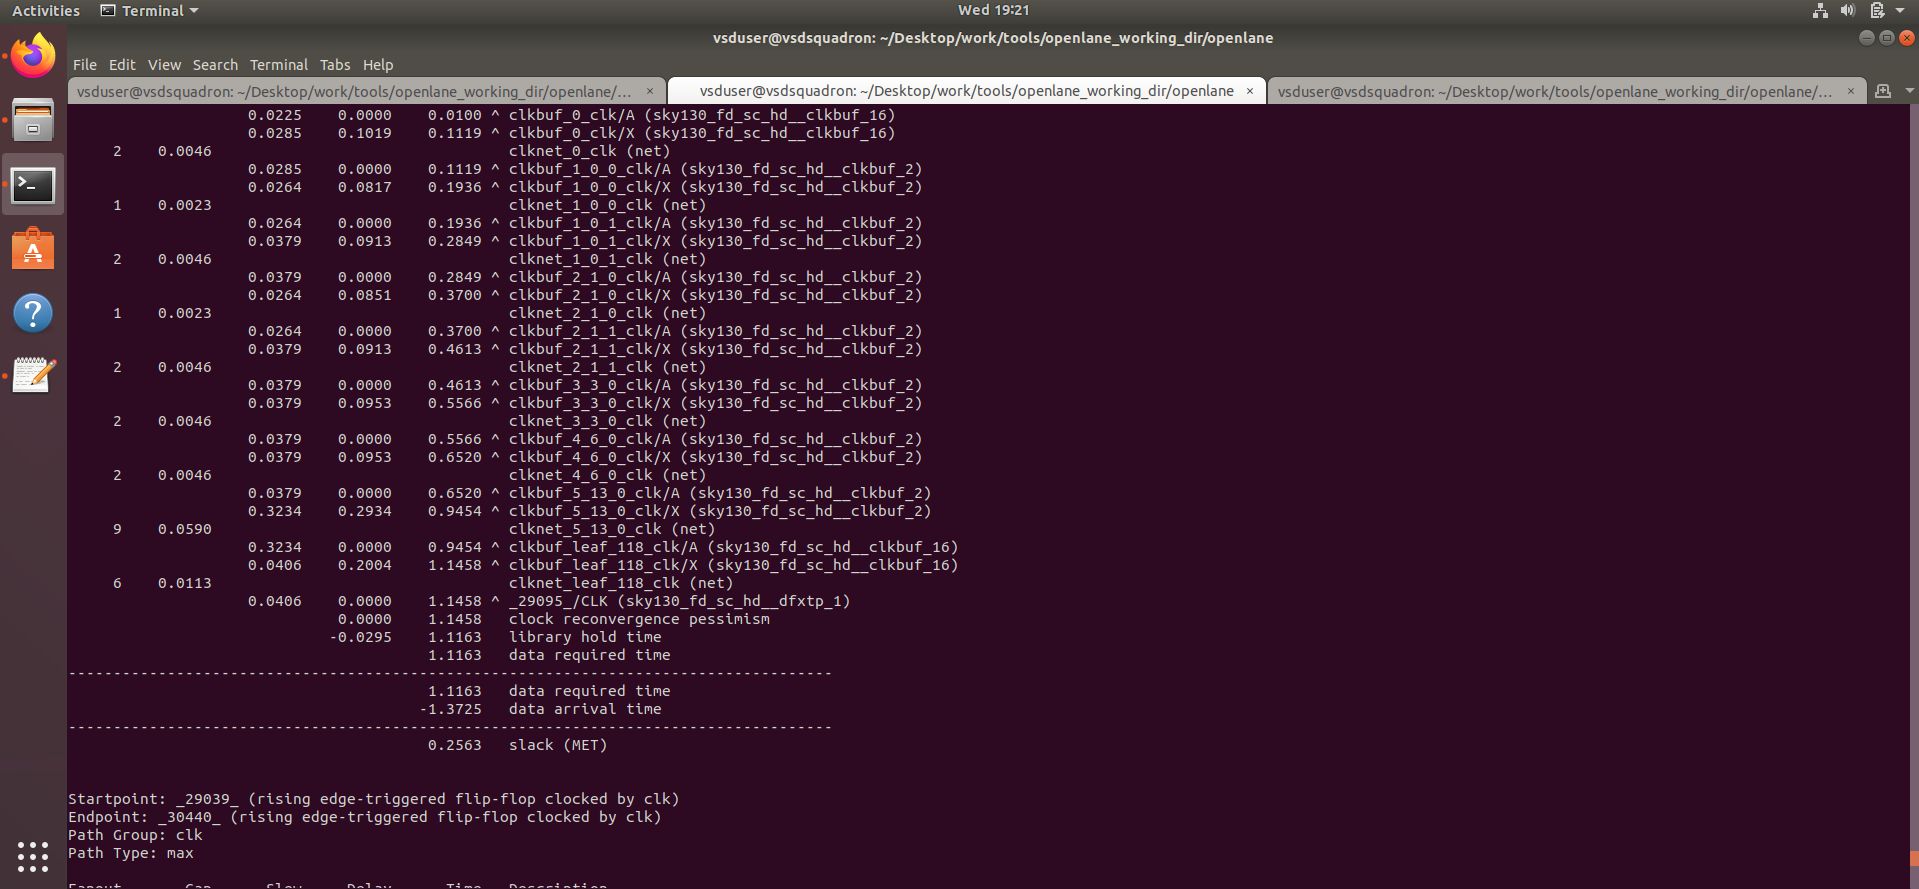 Activities Terminal Wed 19:21
vsduser@vsdsquadron: ~/Desktop/work/tools/openlane_working_dir/openlane
File Edit View Search Terminal Tabs Help
vsduser@vsdsquadron: ~/Desktop/work/tools/openlane_working_dir/openlane/... × vsduser@vsdsquadron: ~/Desktop/work/tools/openlane_working_dir/openlane × vsduser@vsdsquadron: ~/Desktop/work/tools/openlane_working_dir/openlane/... ×
0.0225 0.0000 0.0100 ^ clkbuf_0_clk/A (sky130_fd_sc_hd__clkbuf_16)
0.0285 0.1019 0.1119 ^ clkbuf_0_clk/X (sky130_fd_sc_hd__clkbuf_16)
2 0.0046 clknet_0_clk (net)
0.0285 0.0000 0.1119 ^ clkbuf_1_0_0_clk/A (sky130_fd_sc_hd__clkbuf_2)
0.0264 0.0817 0.1936 ^ clkbuf_1_0_0_clk/X (sky130_fd_sc_hd__clkbuf_2)
1 0.0023 clknet_1_0_0_clk (net)
0.0264 0.0000 0.1936 ^ clkbuf_1_0_1_clk/A (sky130_fd_sc_hd__clkbuf_2)
0.0379 0.0913 0.2849 ^ clkbuf_1_0_1_clk/X (sky130_fd_sc_hd__clkbuf_2)
2 0.0046 clknet_1_0_1_clk (net)
0.0379 0.0000 0.2849 ^ clkbuf_2_1_0_clk/A (sky130_fd_sc_hd__clkbuf_2)
0.0264 0.0851 0.3700 ^ clkbuf_2_1_0_clk/X (sky130_fd_sc_hd__clkbuf_2)
1 0.0023 clknet_2_1_0_clk (net)
0.0264 0.0000 0.3700 ^ clkbuf_2_1_1_clk/A (sky130_fd_sc_hd__clkbuf_2)
0.0379 0.0913 0.4613 ^ clkbuf_2_1_1_clk/X (sky130_fd_sc_hd__clkbuf_2)
2 0.0046 clknet_2_1_1_clk (net)
0.0379 0.0000 0.4613 ^ clkbuf_3_3_0_clk/A (sky130_fd_sc_hd__clkbuf_2)
0.0379 0.0953 0.5566 ^ clkbuf_3_3_0_clk/X (sky130_fd_sc_hd__clkbuf_2)
2 0.0046 clknet_3_3_0_clk (net)
0.0379 0.0000 0.5566 ^ clkbuf_4_6_0_clk/A (sky130_fd_sc_hd__clkbuf_2)
0.0379 0.0953 0.6520 ^ clkbuf_4_6_0_clk/X (sky130_fd_sc_hd__clkbuf_2)
2 0.0046 clknet_4_6_0_clk (net)
0.0379 0.0000 0.6520 ^ clkbuf_5_13_0_clk/A (sky130_fd_sc_hd__clkbuf_2)
0.3234 0.2934 0.9454 ^ clkbuf_5_13_0_clk/X (sky130_fd_sc_hd__clkbuf_2)
9 0.0590 clknet_5_13_0_clk (net)
0.3234 0.0000 0.9454 ^ clkbuf_leaf_118_clk/A (sky130_fd_sc_hd__clkbuf_16)
0.0406 0.2004 1.1458 ^ clkbuf_leaf_118_clk/X (sky130_fd_sc_hd__clkbuf_16)
6 0.0113 clknet_leaf_118_clk (net)
0.0406 0.0000 1.1458 ^ _29095_/CLK (sky130_fd_sc_hd__dfxtp_1)
0.0000 1.1458 clock reconvergence pessimism
-0.0295 1.1163 library hold time
1.1163 data required time
-------------------------------------------------------------------------------------
1.1163 data required time
-1.3725 data arrival time
-------------------------------------------------------------------------------------
0.2563 slack (MET)
Startpoint: _29039_ (rising edge-triggered flip-flop clocked by clk)
Endpoint: _30440_ (rising edge-triggered flip-flop clocked by clk)
Path Group: clk
Path Type: max
Fanout Cap Slew Delay Time Description